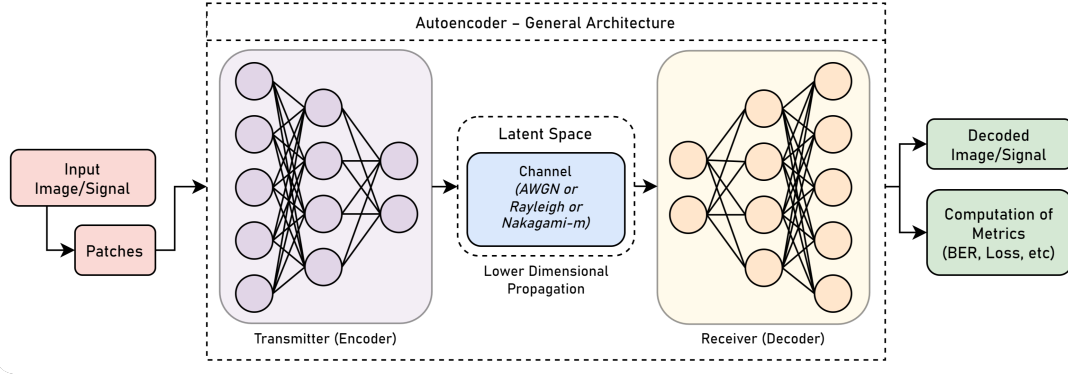 Autoencoder – General Architecture
Input
Image/Signal
Patches
Transmitter (Encoder)
Latent Space
Channel
(AWGN or
Rayleigh or
Nakagami-m)
Lower Dimensional
Propagation
Receiver (Decoder)
Decoded
Image/Signal
Computation of
Metrics
(BER, Loss, etc)